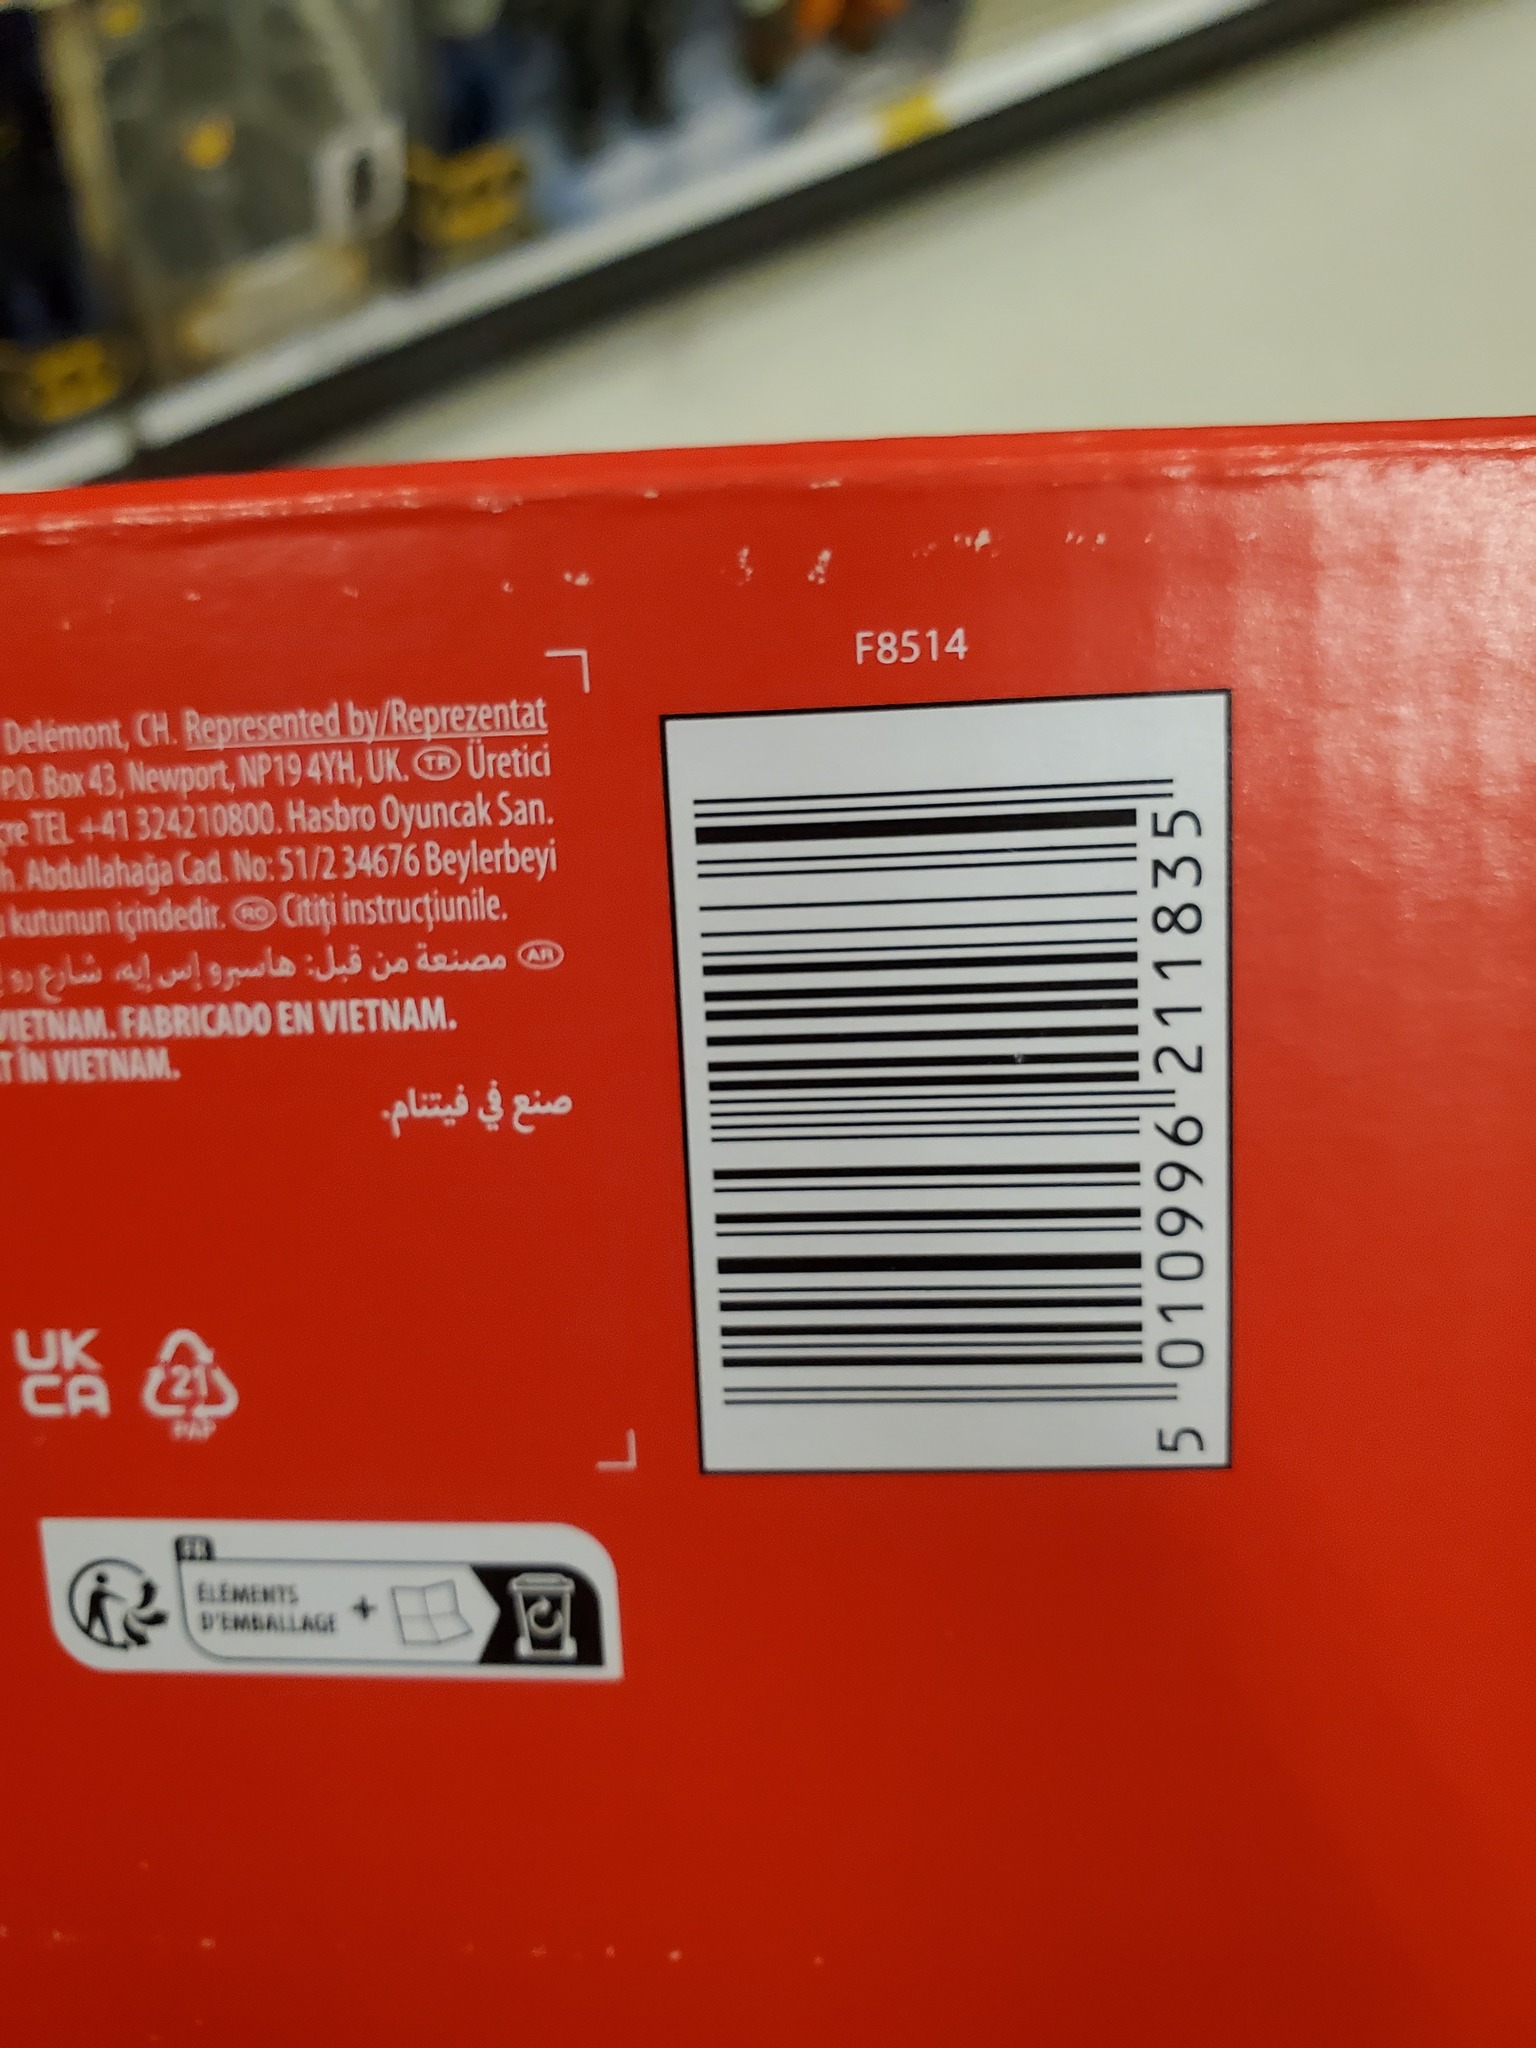 F8514
Delémont, CH. Represented by/Reprezentat
P.O. Box 43, Newport, NP19 4YH, UK. TR Üretici
TEL +41 324210800. Hasbro Oyuncak San.
Abdullahağa Cad. No: 51/2 34676 Beylerbeyi
kutunun içindedir. RO Citiți instrucțiunile.
AR مصنعة من قبل: هاسبرو إس إيه، شارع رو
VIETNAM. FABRICADO EN VIETNAM.
ÎN VIETNAM.
صنع في فيتنام.
UK
CA
21
PAP
FR
ÉLÉMENTS
D'EMBALLAGE +
5 010996 211835